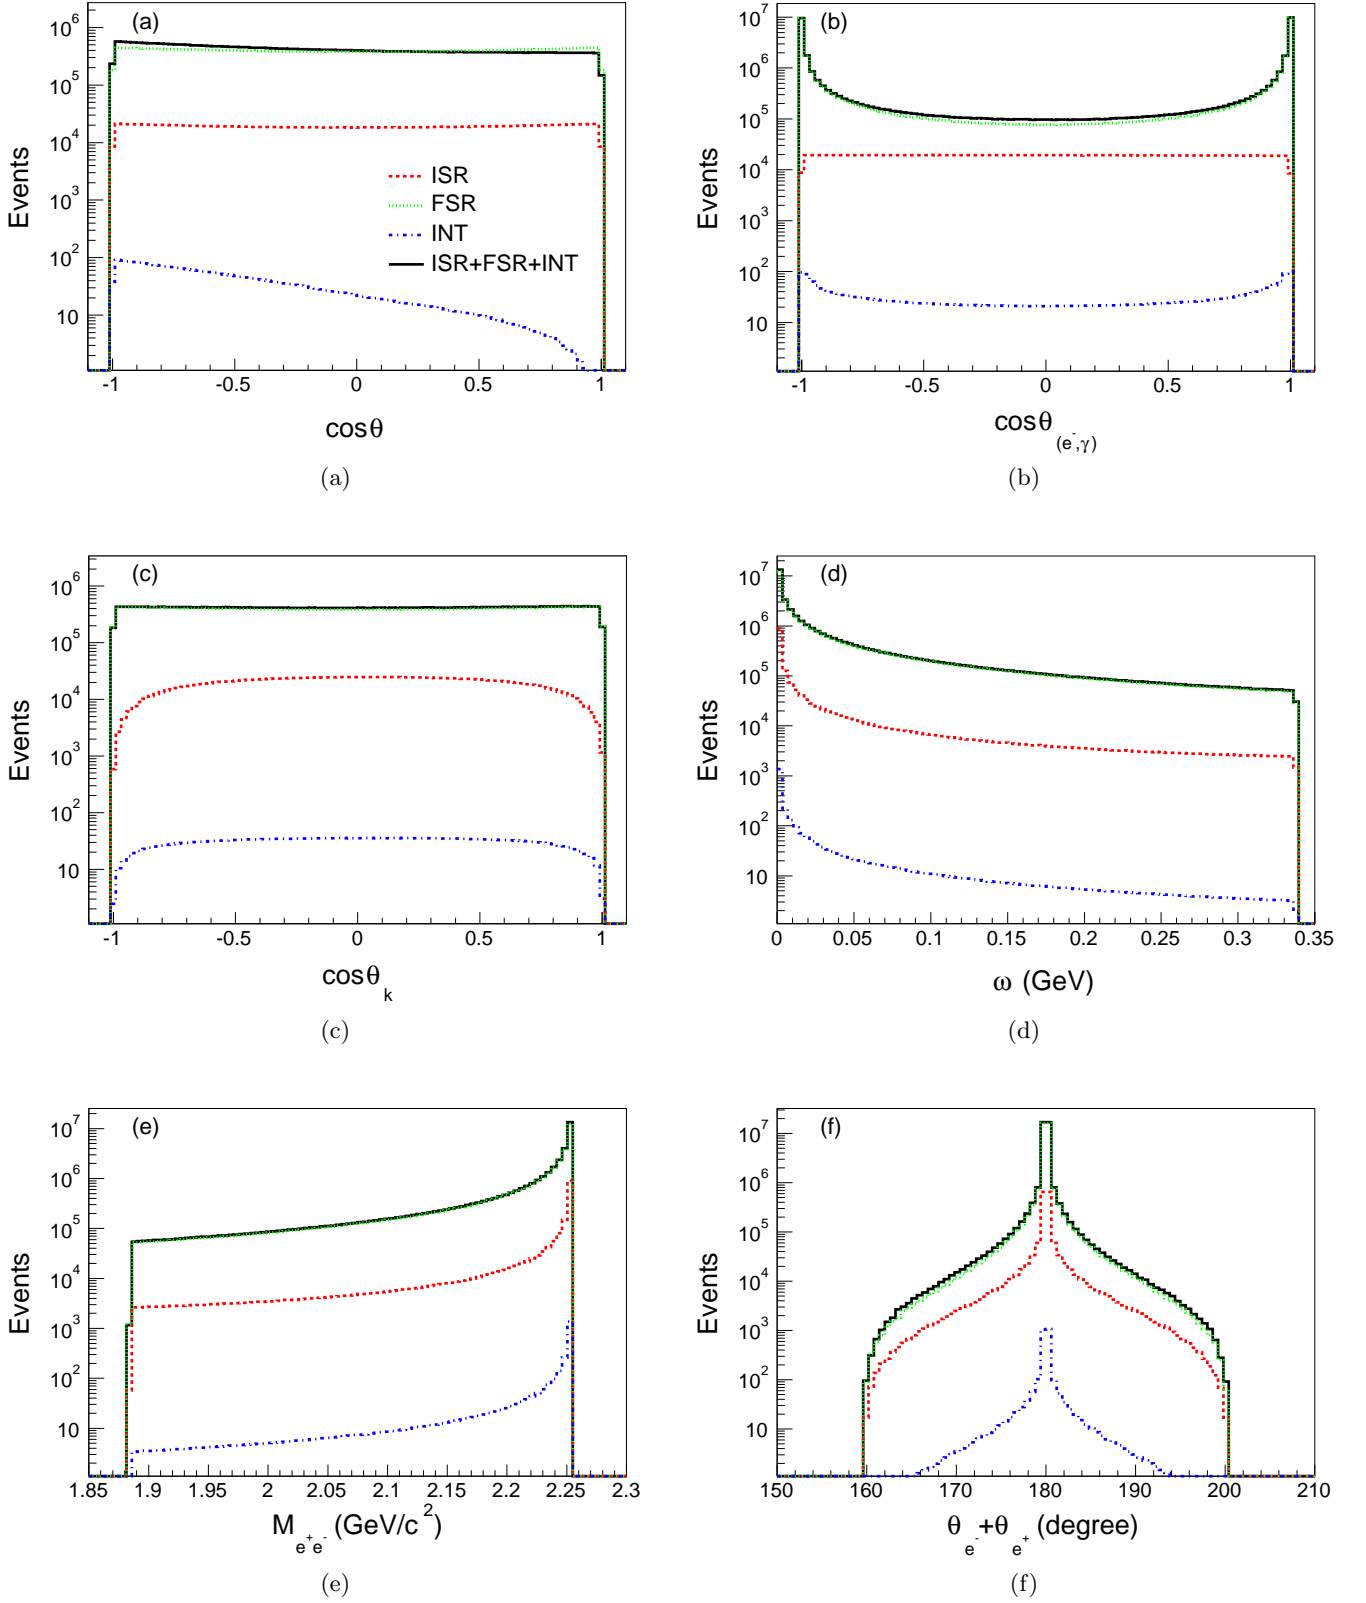 (a)
10^6
10^5
10^4
10^3
10^2
10
Events
ISR
FSR
INT
ISR+FSR+INT
-1 -0.5 0 0.5 1
cosθ
(a)
(b)
10^7
10^6
10^5
10^4
10^3
10^2
10
Events
-1 -0.5 0 0.5 1
cosθ_(e^-,γ)
(b)
(c)
10^6
10^5
10^4
10^3
10^2
10
Events
-1 -0.5 0 0.5 1
cosθ_k
(c)
(d)
10^7
10^6
10^5
10^4
10^3
10^2
10
Events
0 0.05 0.1 0.15 0.2 0.25 0.3 0.35
ω (GeV)
(d)
(e)
10^7
10^6
10^5
10^4
10^3
10^2
10
Events
1.85 1.9 1.95 2 2.05 2.1 2.15 2.2 2.25 2.3
M_e^+e^- (GeV/c^2)
(e)
(f)
10^7
10^6
10^5
10^4
10^3
10^2
10
Events
150 160 170 180 190 200 210
θ_e^-+θ_e^+ (degree)
(f)